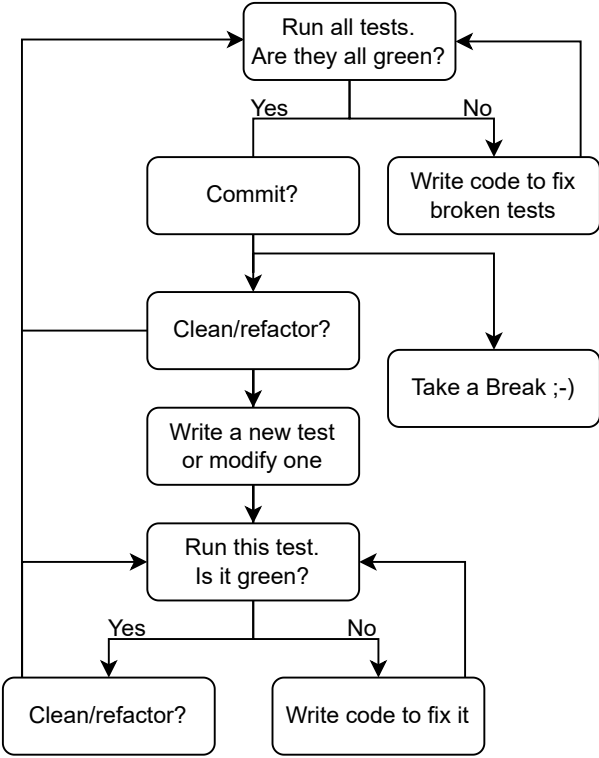 Run all tests.
Are they all green?
Yes
No
Commit?
Write code to fix
broken tests
Clean/refactor?
Take a Break ;-)
Write a new test
or modify one
Run this test.
Is it green?
Yes
No
Clean/refactor?
Write code to fix it